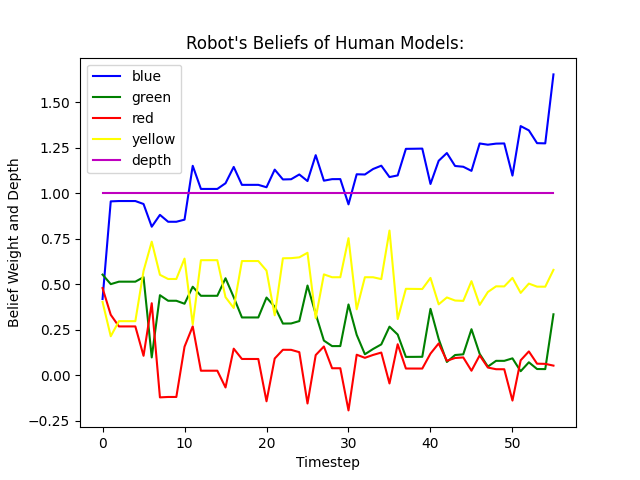 Robot's Beliefs of Human Models:
blue
green
red
yellow
depth
Belief Weight and Depth
1.50
1.25
1.00
0.75
0.50
0.25
0.00
−0.25
0 10 20 30 40 50
Timestep